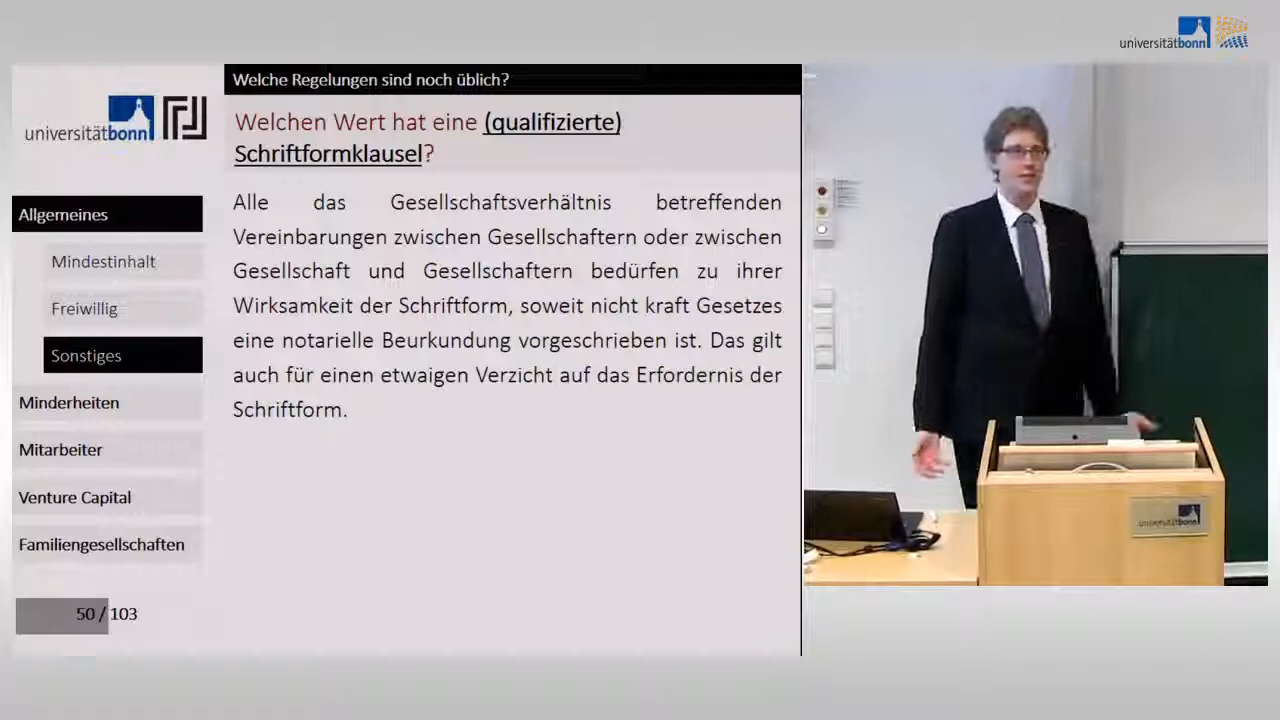 universitätbonn
Welche Regelungen sind noch üblich?
universitätbonn
Welchen Wert hat eine (qualifizierte)
Schriftformklausel?
Allgemeines
Mindestinhalt
Freiwillig
Sonstiges
Minderheiten
Mitarbeiter
Venture Capital
Familiengesellschaften
50 / 103
Alle das Gesellschaftsverhältnis betreffenden
Vereinbarungen zwischen Gesellschaftern oder zwischen
Gesellschaft und Gesellschaftern bedürfen zu ihrer
Wirksamkeit der Schriftform, soweit nicht kraft Gesetzes
eine notarielle Beurkundung vorgeschrieben ist. Das gilt
auch für einen etwaigen Verzicht auf das Erfordernis der
Schriftform.
universitätbonn